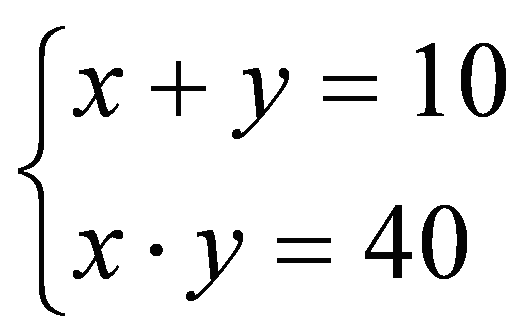 x + y = 10
x · y = 40